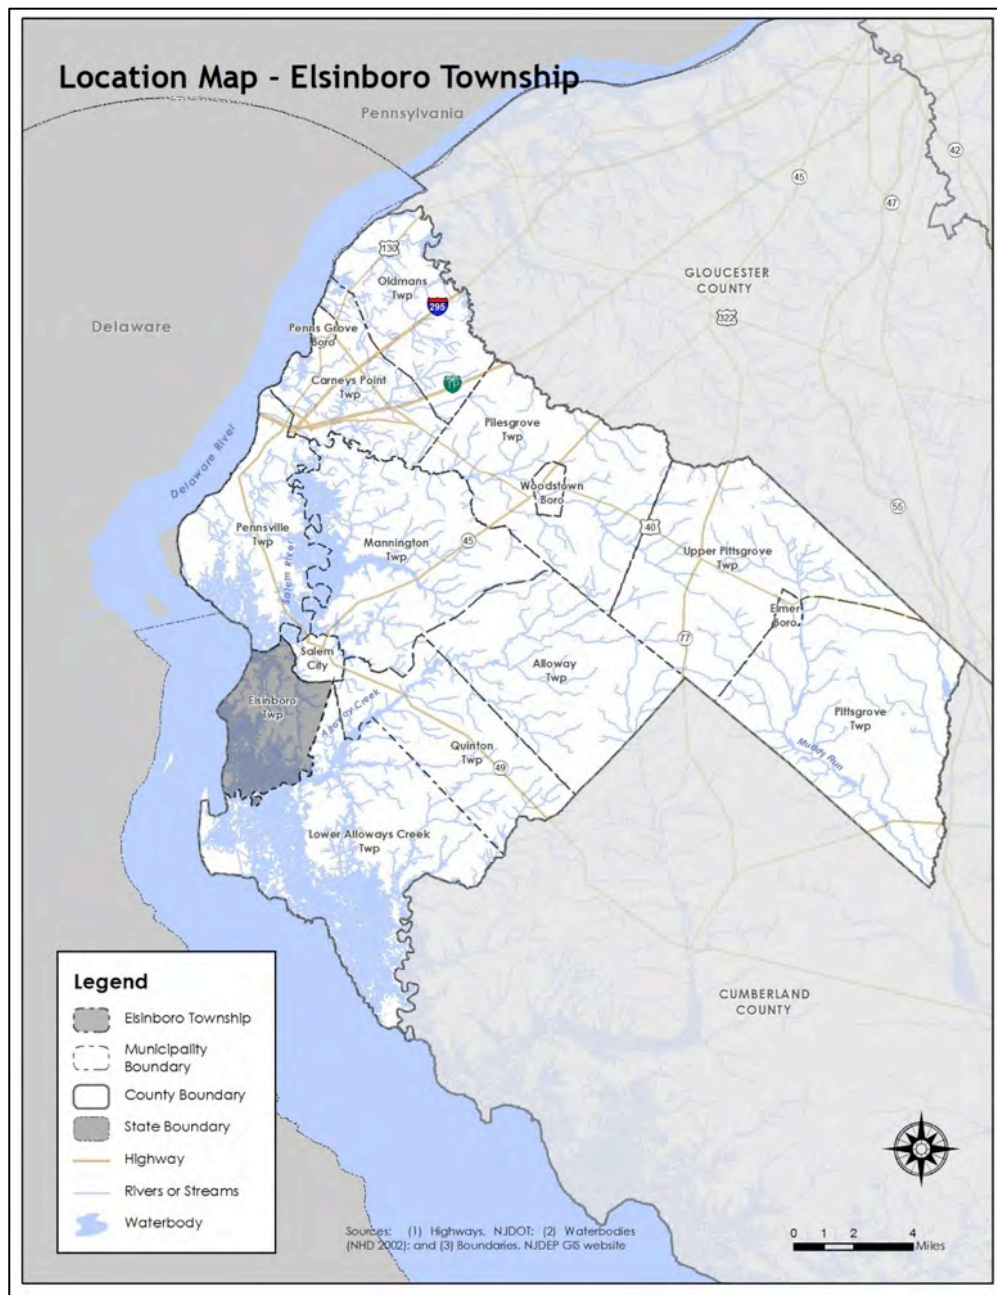 Location Map - Elsinboro Township
Pennsylvania
42
45
47
130
GLOUCESTER
COUNTY
Oldmans
Twp
295
322
Delaware
Penns Grove
Boro
Carneys Point
Twp
TP
Pilesgrove
Twp
Delaware River
Woodstown
Boro
55
Pennsville
Twp
Salem River
Mannington
Twp
45
40
Upper Pittsgrove
Twp
Elmer
Boro
77
Salem
City
Alloway
Twp
Elsinboro
Twp
Alloway Creek
Pittsgrove
Twp
Quinton
Twp
49
Muddy Run
Lower Alloways Creek
Twp
Legend
Elsinboro Township
Municipality
Boundary
County Boundary
State Boundary
Highway
Rivers or Streams
Waterbody
CUMBERLAND
COUNTY
Sources: (1) Highways, NJDOT; (2) Waterbodies
(NHD 2002); and (3) Boundaries, NJDEP GIS website
0 1 2 4
Miles